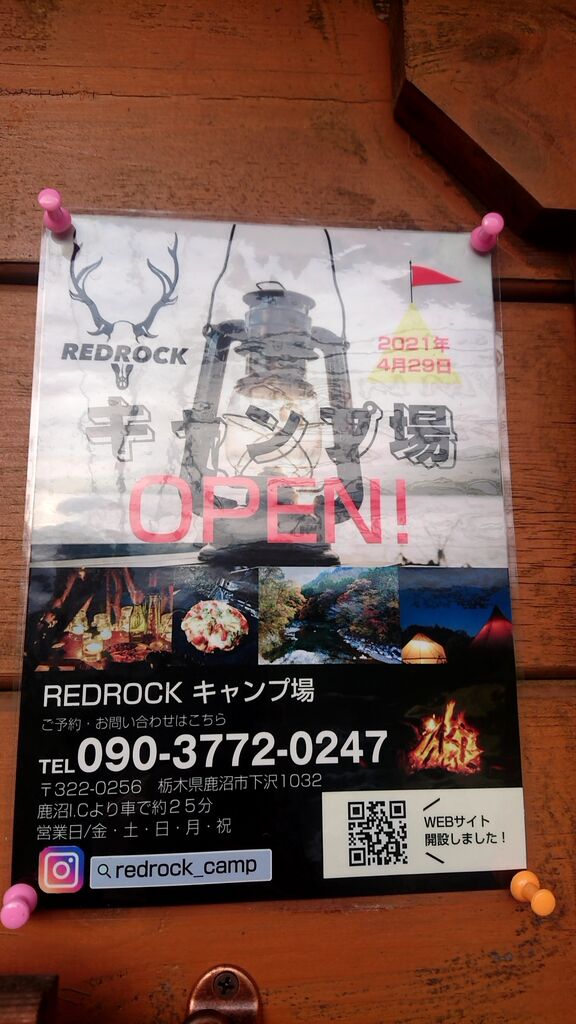 REDROCK
2021年
4月29日
キャンプ場
OPEN!
REDROCK キャンプ場
ご予約・お問い合わせはこちら
TEL 090-3772-0247
〒322-0256 栃木県鹿沼市下沢1032
鹿沼I.Cより車で約25分
営業日/金・土・日・月・祝
WEBサイト
開設しました!
redrock_camp